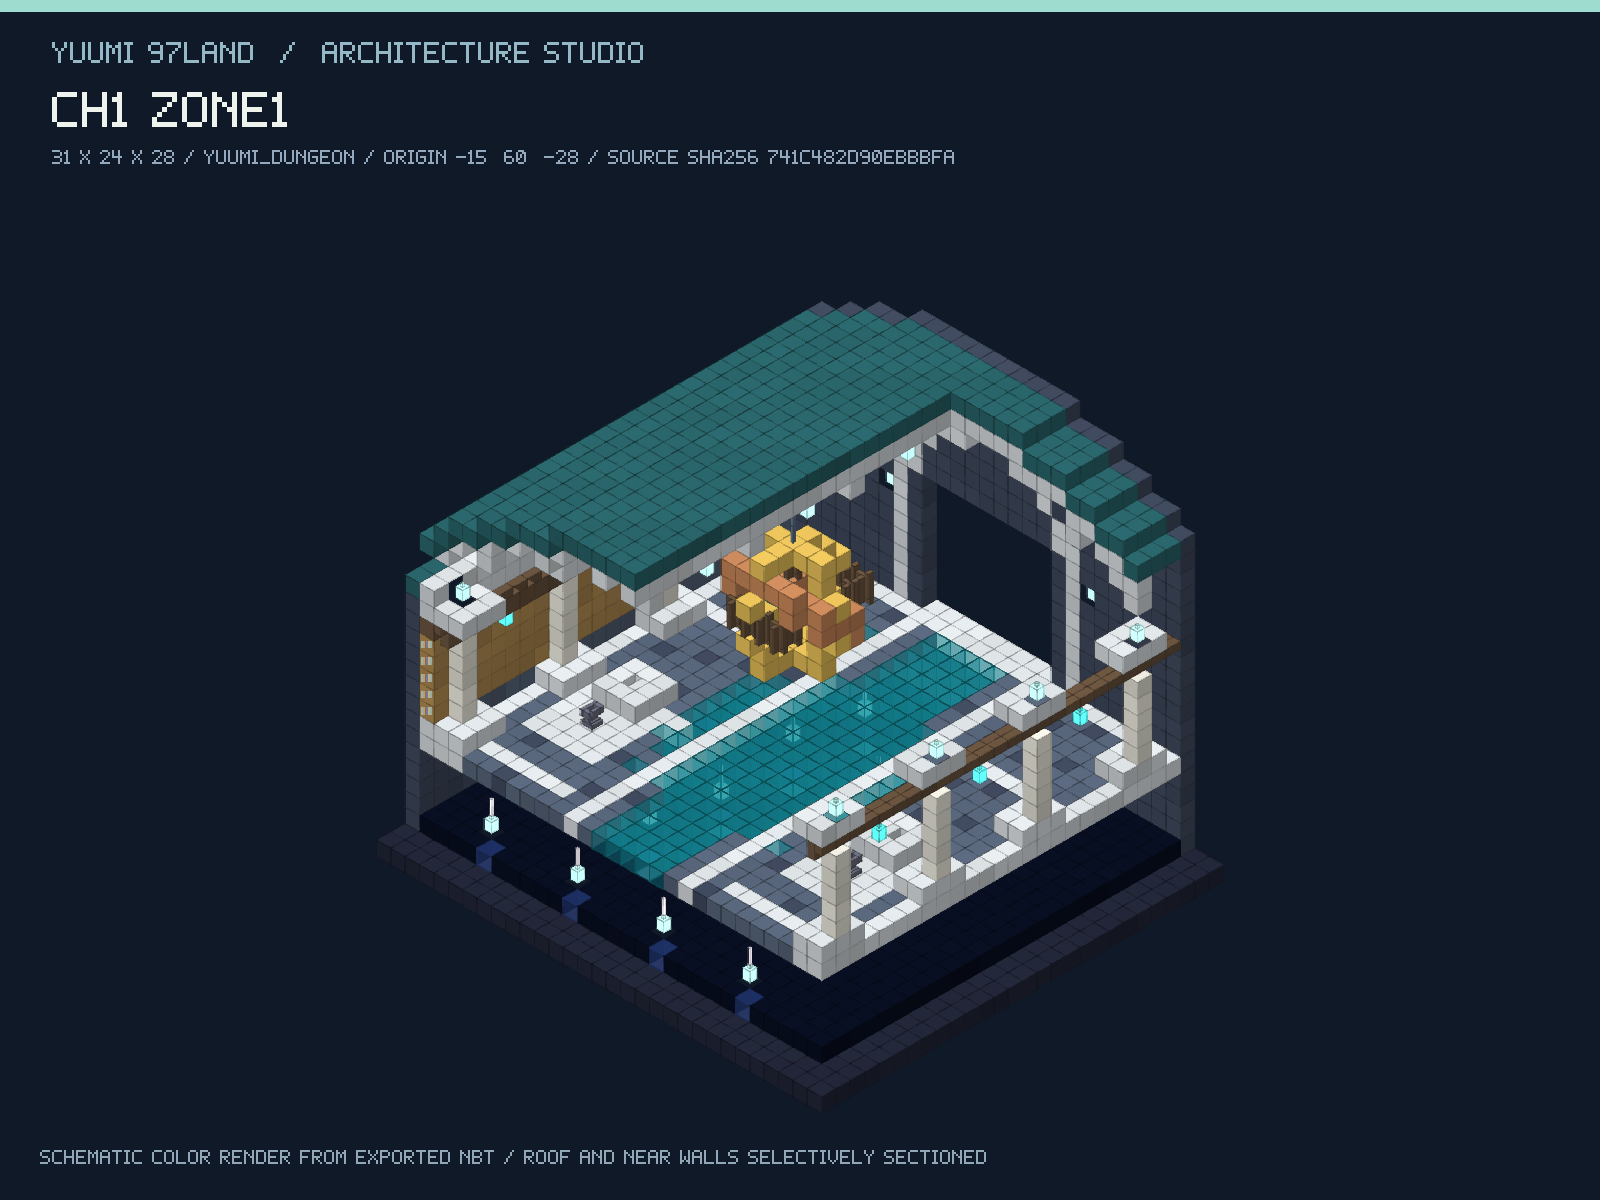 YUUMI 97LAND / ARCHITECTURE STUDIO
CH1 ZONE1
31 X 24 X 28 / YUUMI_DUNGEON / ORIGIN -15 60 -28 / SOURCE SHA256 741C482D90EBBBFA
SCHEMATIC COLOR RENDER FROM EXPORTED NBT / ROOF AND NEAR WALLS SELECTIVELY SECTIONED